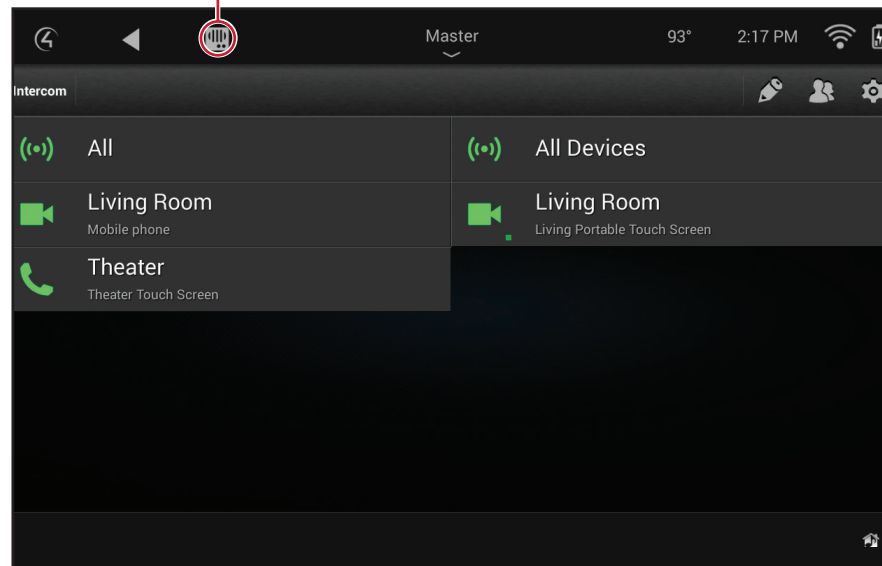 Master
93°
2:17 PM
Intercom
All
All Devices
Living Room
Mobile phone
Living Room
Living Portable Touch Screen
Theater
Theater Touch Screen